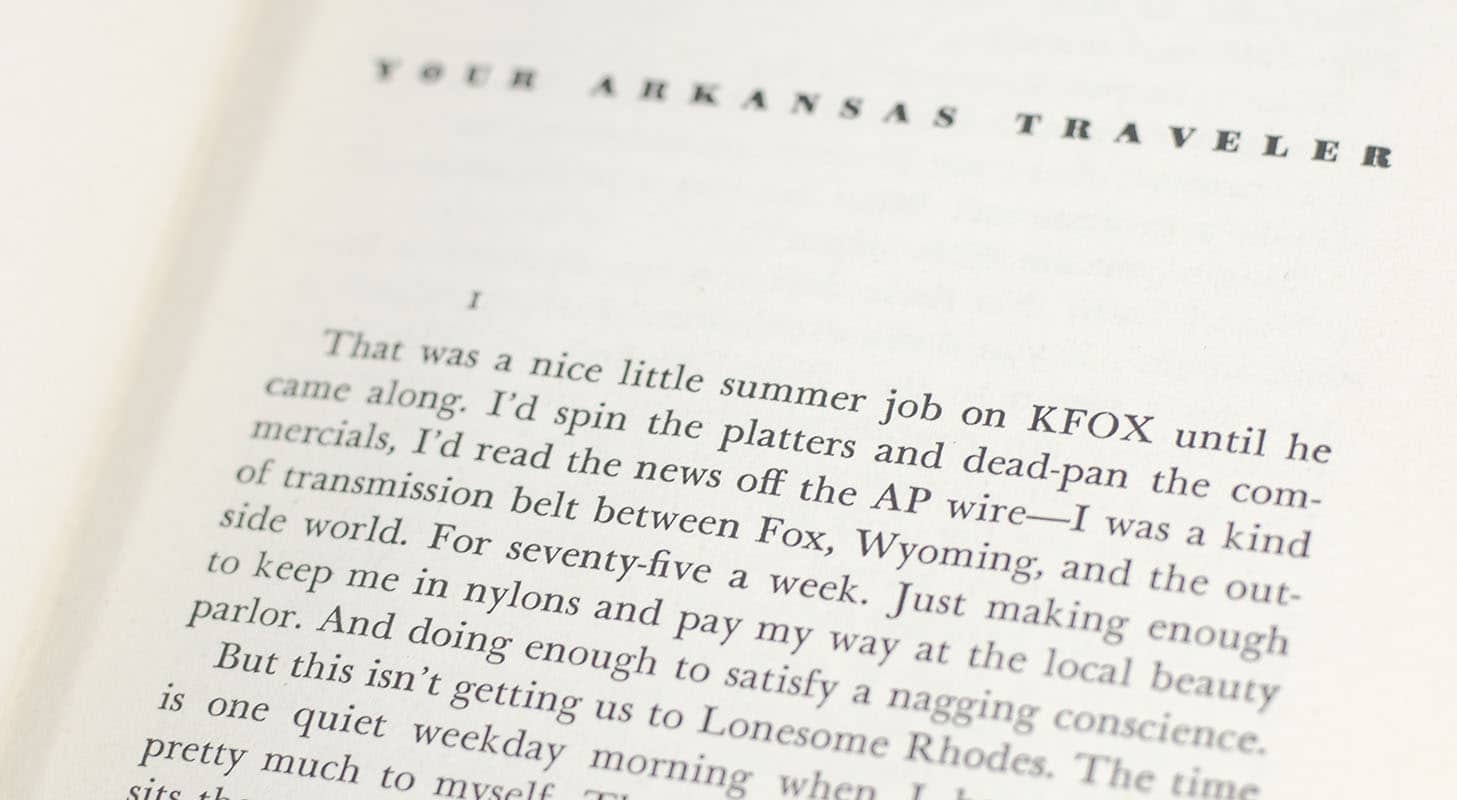 YOUR ARKANSAS TRAVELER
I
That was a nice little summer job on KFOX until he
came along. I’d spin the platters and dead-pan the com-
mercials, I’d read the news off the AP wire—I was a kind
of transmission belt between Fox, Wyoming, and the out-
side world. For seventy-five a week. Just making enough
to keep me in nylons and pay my way at the local beauty
parlor. And doing enough to satisfy a nagging conscience.
But this isn’t getting us to Lonesome Rhodes. The time
is one quiet weekday morning when I
pretty much to myself.
sits